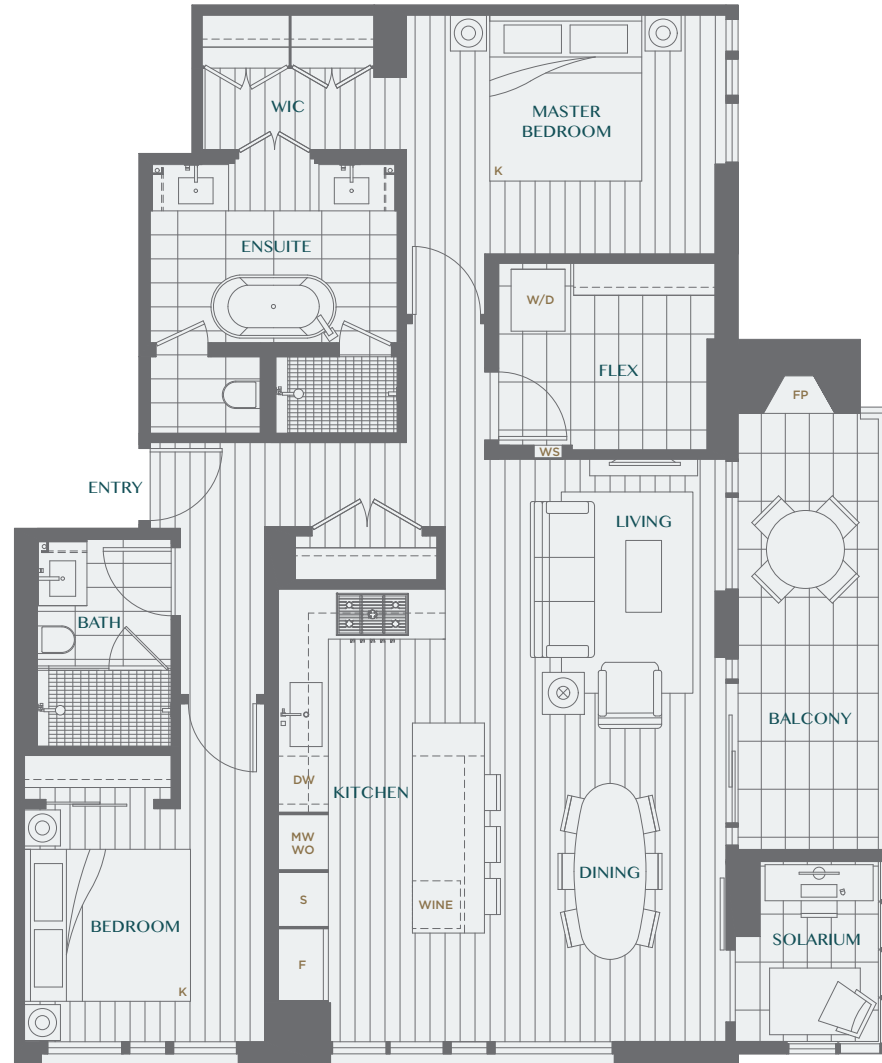 WIC
MASTER
BEDROOM
K
ENSUITE
W/D
FLEX
FP
WS
ENTRY
LIVING
BATH
BALCONY
DW
KITCHEN
MW
WO
DINING
S
WINE
BEDROOM
SOLARIUM
F
K